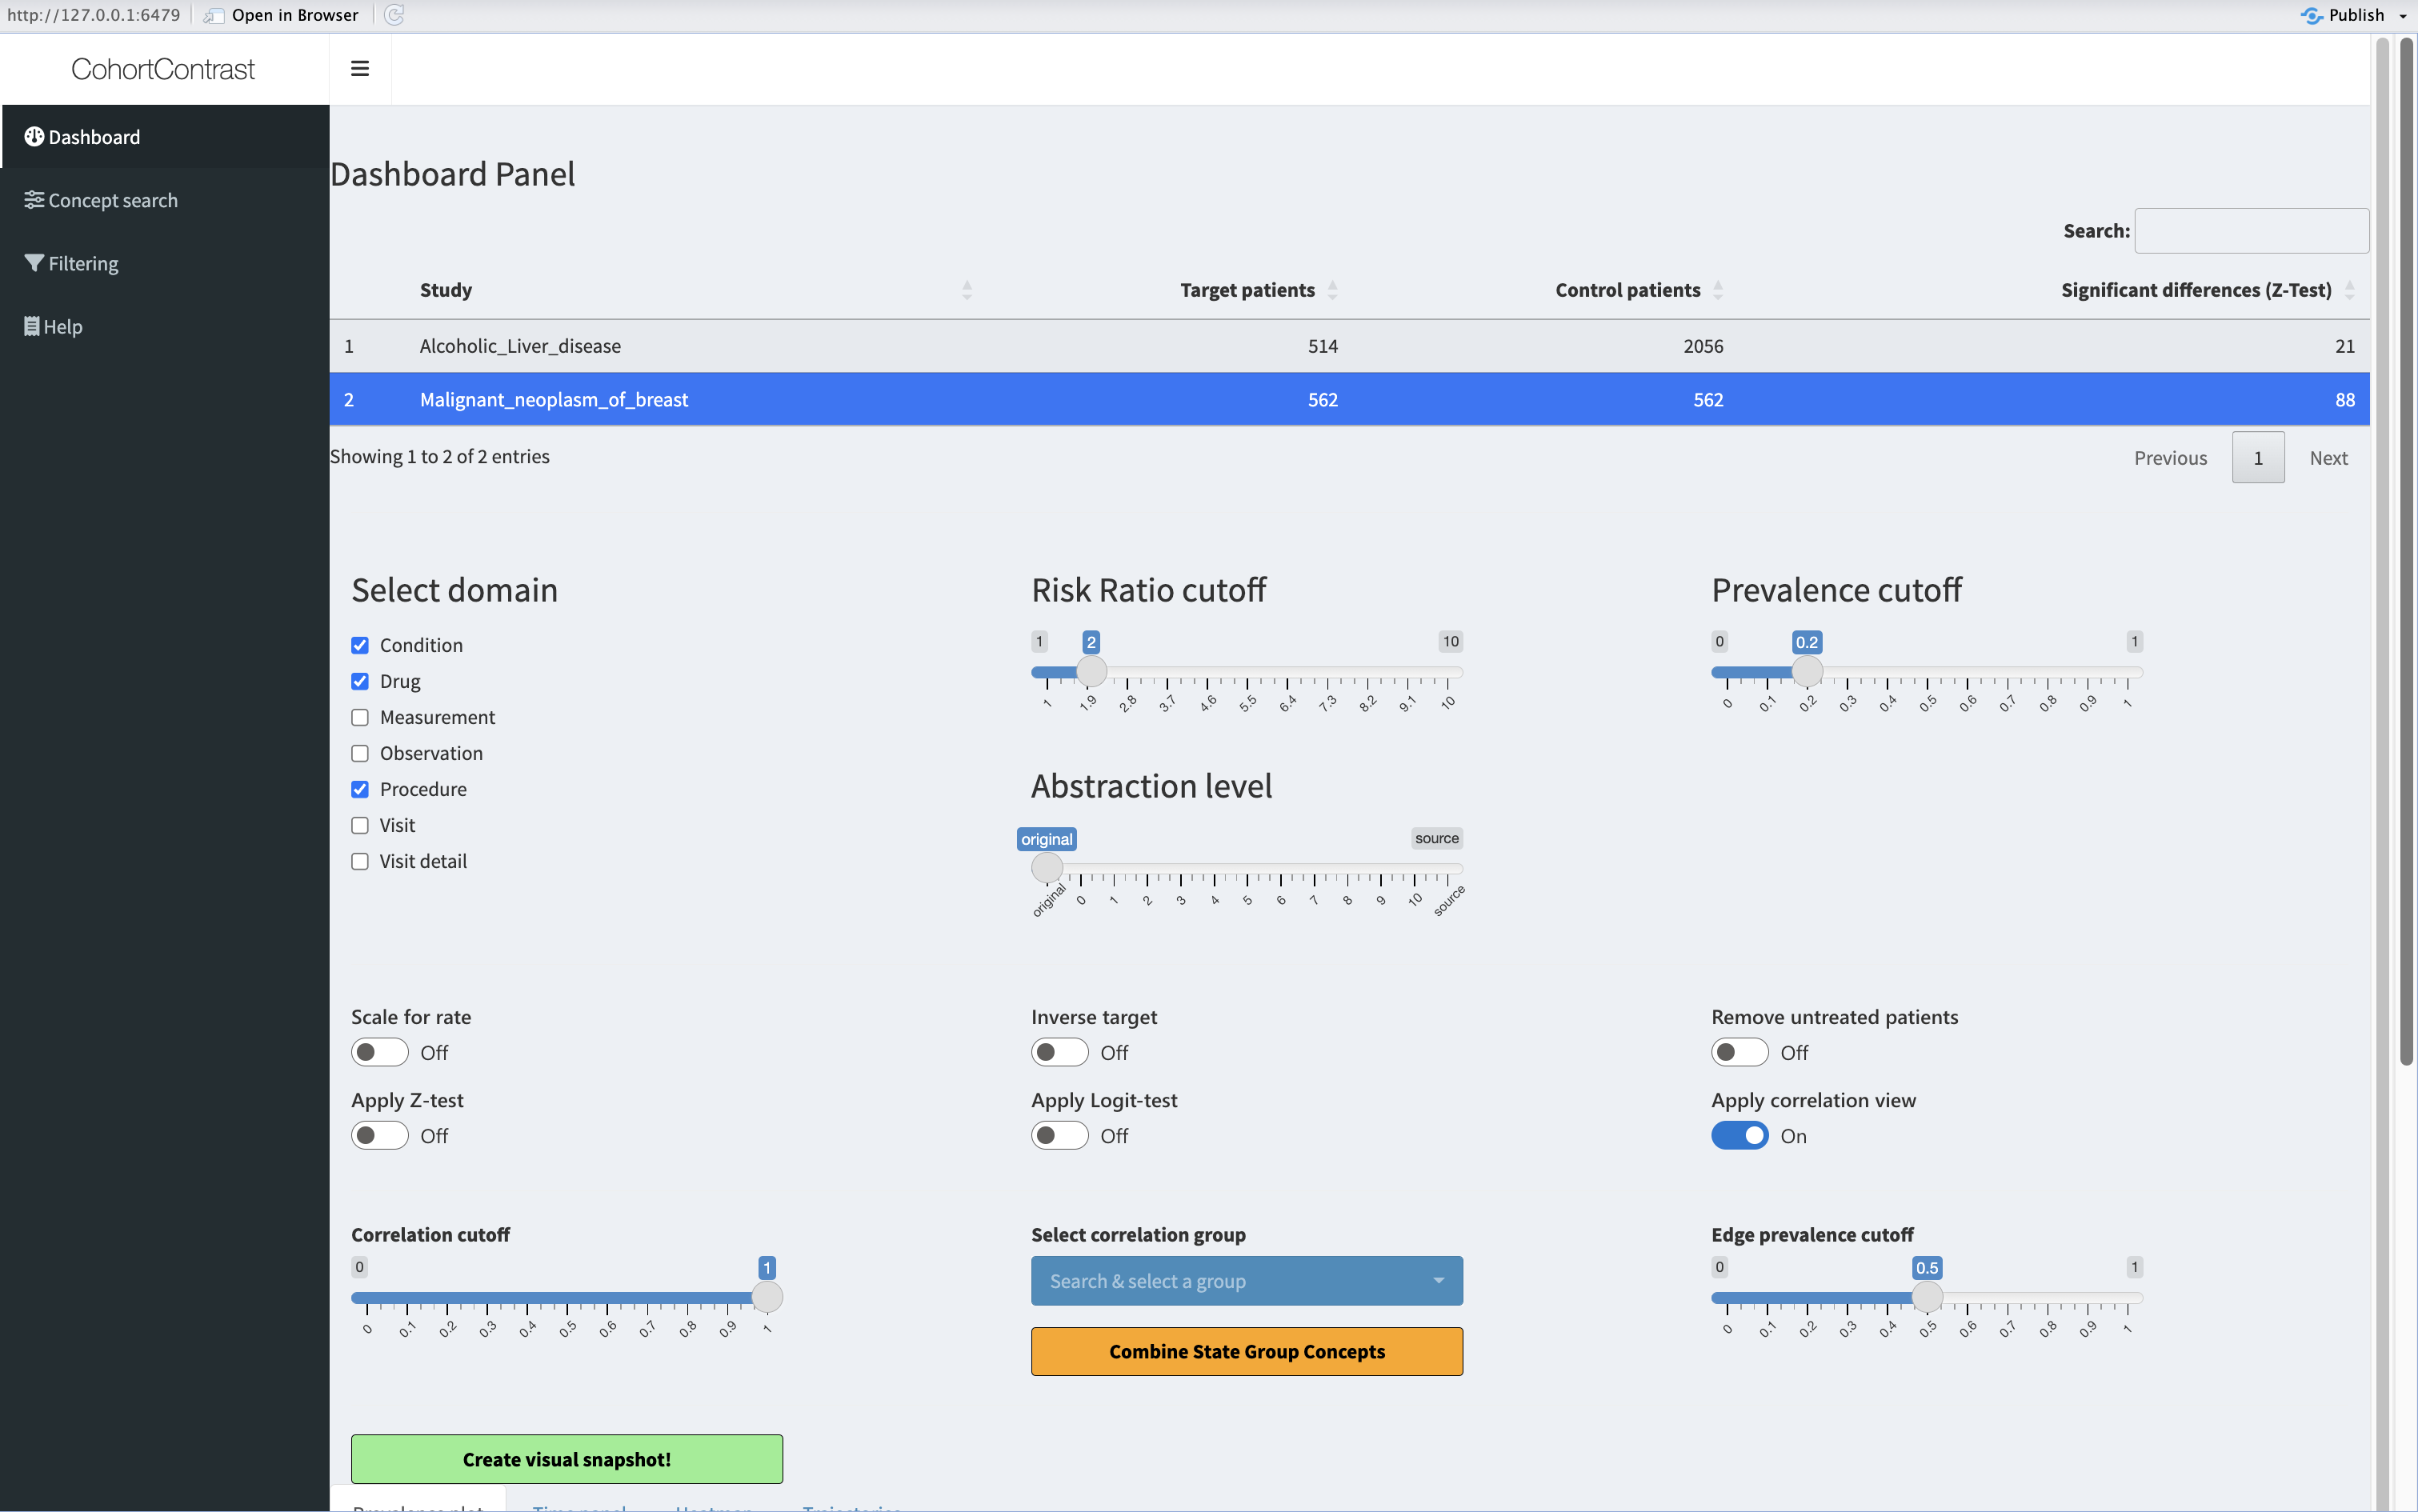 http://127.0.0.1:6479 Open in Browser Publish
CohortContrast
Dashboard
Concept search
Filtering
Help
Dashboard Panel
Search:
Study Target patients Control patients Significant differences (Z-Test)
1 Alcoholic_Liver_disease 514 2056 21
2 Malignant_neoplasm_of_breast 562 562 88
Showing 1 to 2 of 2 entries
Previous 1 Next
Select domain
Condition
Drug
Measurement
Observation
Procedure
Visit
Visit detail
Risk Ratio cutoff
1 2 10
1 1.9 2.8 3.7 4.6 5.5 6.4 7.3 8.2 9.1 10
Prevalence cutoff
0 0.2 1
0 0.1 0.2 0.3 0.4 0.5 0.6 0.7 0.8 0.9 1
Abstraction level
original source
original 0 1 2 3 4 5 6 7 8 9 10 source
Scale for rate
Off
Inverse target
Off
Remove untreated patients
Off
Apply Z-test
Off
Apply Logit-test
Off
Apply correlation view
On
Correlation cutoff
0 1
0 0.1 0.2 0.3 0.4 0.5 0.6 0.7 0.8 0.9 1
Select correlation group
Search & select a group
Combine State Group Concepts
Edge prevalence cutoff
0 0.5 1
0 0.1 0.2 0.3 0.4 0.5 0.6 0.7 0.8 0.9 1
Create visual snapshot!